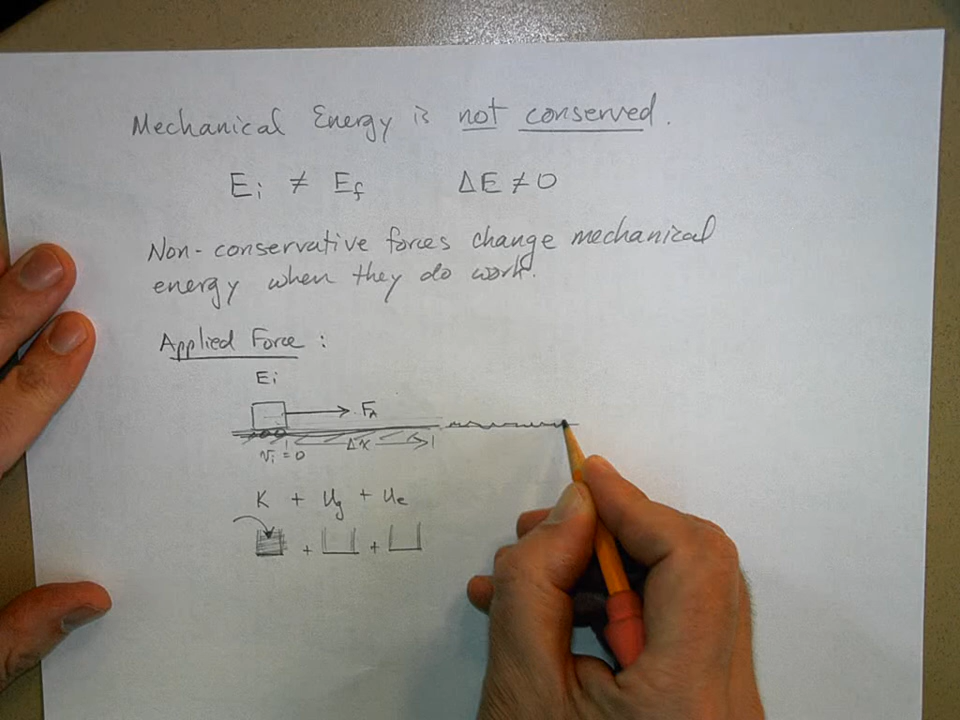 Mechanical Energy is not conserved.
Ei ≠ Ef ΔE ≠ 0
Non-conservative forces change mechanical
energy when they do work.
Applied Force :
Ei
FA
vi = 0 Δx
K + Ug + Ue
+ +